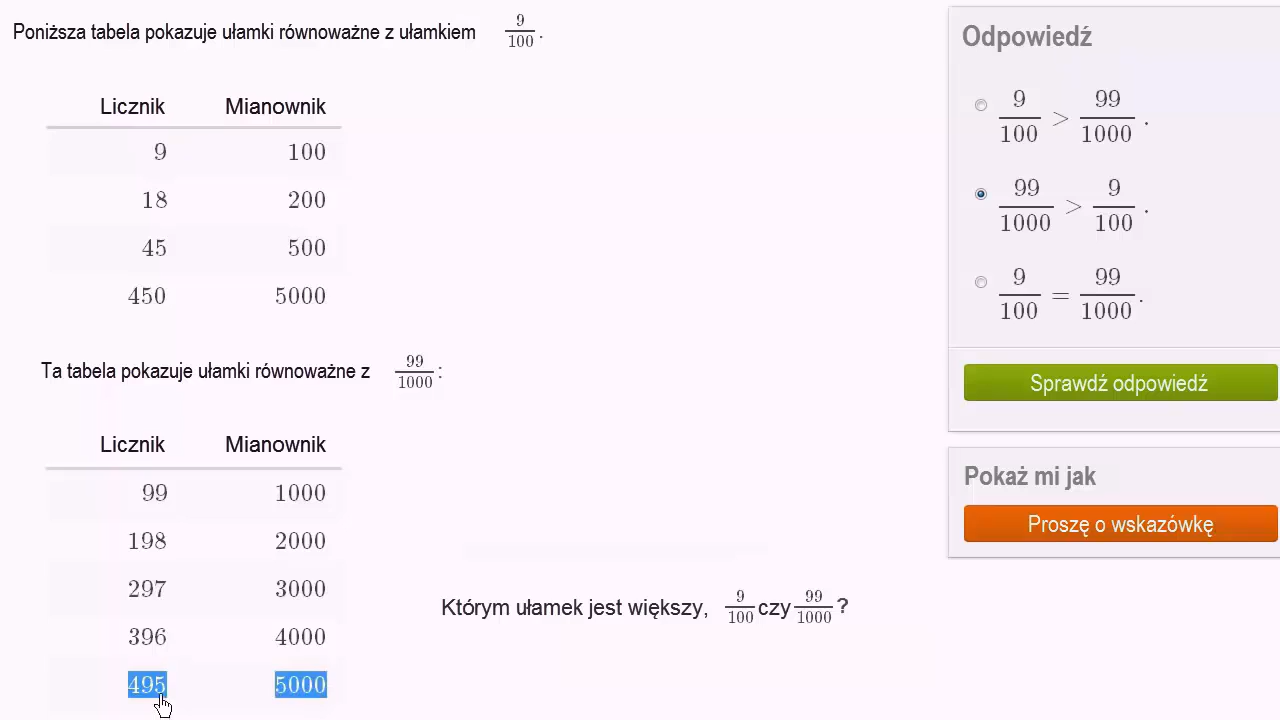 Poniższa tabela pokazuje ułamki równoważne z ułamkiem 9/100.
Licznik Mianownik
9 100
18 200
45 500
450 5000
Ta tabela pokazuje ułamki równoważne z 99/1000:
Licznik Mianownik
99 1000
198 2000
297 3000
396 4000
495 5000
Którym ułamek jest większy, 9/100 czy 99/1000?
Odpowiedź
9/100 > 99/1000.
99/1000 > 9/100.
9/100 = 99/1000.
Sprawdź odpowiedź
Pokaż mi jak
Proszę o wskazówkę